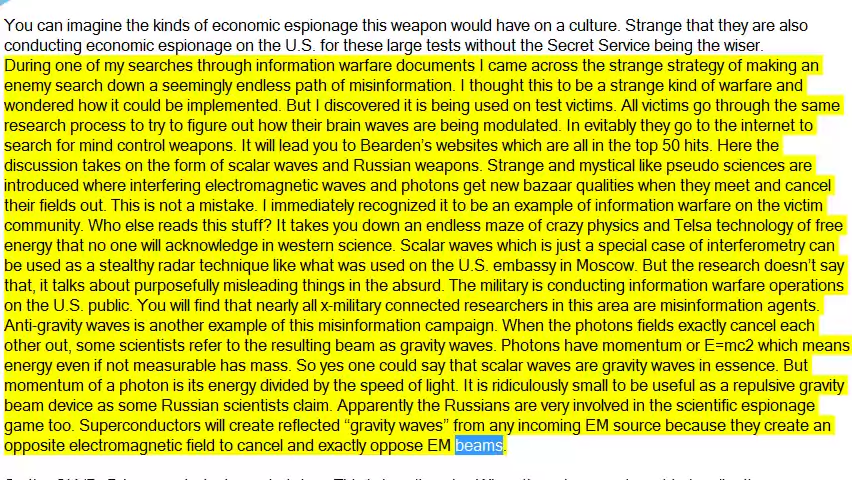 You can imagine the kinds of economic espionage this weapon would have on a culture. Strange that they are also
conducting economic espionage on the U.S. for these large tests without the Secret Service being the wiser.
During one of my searches through information warfare documents I came across the strange strategy of making an
enemy search down a seemingly endless path of misinformation. I thought this to be a strange kind of warfare and
wondered how it could be implemented. But I discovered it is being used on test victims. All victims go through the same
research process to try to figure out how their brain waves are being modulated. In evitably they go to the internet to
search for mind control weapons. It will lead you to Bearden's websites which are all in the top 50 hits. Here the
discussion takes on the form of scalar waves and Russian weapons. Strange and mystical like pseudo sciences are
introduced where interfering electromagnetic waves and photons get new bazaar qualities when they meet and cancel
their fields out. This is not a mistake. I immediately recognized it to be an example of information warfare on the victim
community. Who else reads this stuff? It takes you down an endless maze of crazy physics and Telsa technology of free
energy that no one will acknowledge in western science. Scalar waves which is just a special case of interferometry can
be used as a stealthy radar technique like what was used on the U.S. embassy in Moscow. But the research doesn't say
that, it talks about purposefully misleading things in the absurd. The military is conducting information warfare operations
on the U.S. public. You will find that nearly all x-military connected researchers in this area are misinformation agents.
Anti-gravity waves is another example of this misinformation campaign. When the photons fields exactly cancel each
other out, some scientists refer to the resulting beam as gravity waves. Photons have momentum or E=mc2 which means
energy even if not measurable has mass. So yes one could say that scalar waves are gravity waves in essence. But
momentum of a photon is its energy divided by the speed of light. It is ridiculously small to be useful as a repulsive gravity
beam device as some Russian scientists claim. Apparently the Russians are very involved in the scientific espionage
game too. Superconductors will create reflected “gravity waves” from any incoming EM source because they create an
opposite electromagnetic field to cancel and exactly oppose EM beams.